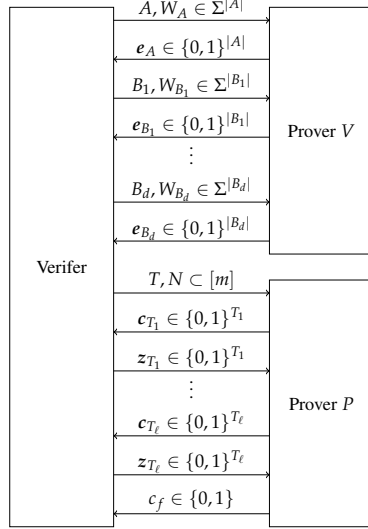 A, W_A ∈ Σ^{|A|}
e_A ∈ {0, 1}^{|A|}
B_1, W_{B_1} ∈ Σ^{|B_1|}
e_{B_1} ∈ {0, 1}^{|B_1|}
Prover V
⋮
B_d, W_{B_d} ∈ Σ^{|B_d|}
e_{B_d} ∈ {0, 1}^{|B_d|}
Verifer
T, N ⊂ [m]
c_{T_1} ∈ {0, 1}^{T_1}
z_{T_1} ∈ {0, 1}^{T_1}
⋮
Prover P
c_{T_ℓ} ∈ {0, 1}^{T_ℓ}
z_{T_ℓ} ∈ {0, 1}^{T_ℓ}
c_f ∈ {0, 1}